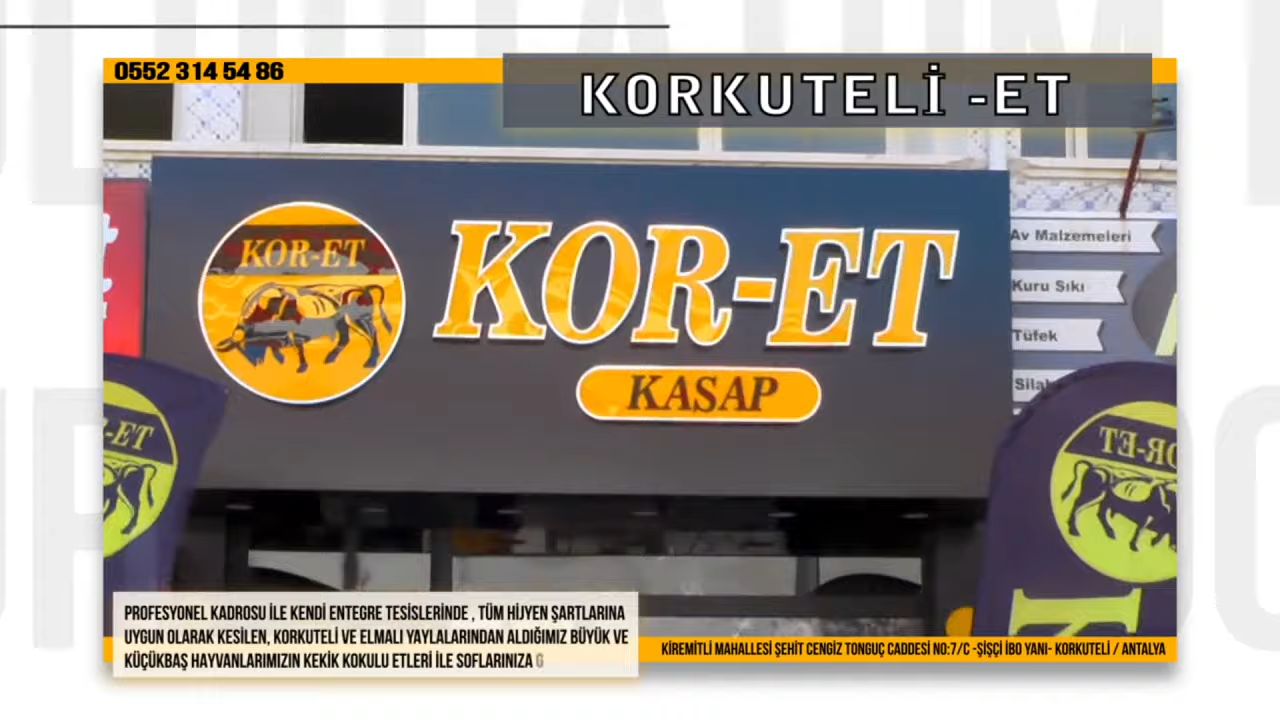 0552 314 54 86
KORKUTELİ -ET
KOR-ET
KOR-ET
KASAP
Av Malzemeleri
Kuru Sıkı
Tüfek
-ET
PROFESYONEL KADROSU İLE KENDİ ENTEGRE TESİSLERİNDE , TÜM HİJYEN ŞARTLARINA
UYGUN OLARAK KESİLEN, KORKUTELİ VE ELMALI YAYLALARINDAN ALDIĞIMIZ BÜYÜK VE
KÜÇÜKBAŞ HAYVANLARIMIZIN KEKİK KOKULU ETLERİ İLE SOFLARINIZA G
KİREMİTLİ MAHALLESİ ŞEHİT CENGİZ TONGUÇ CADDESİ NO:7/C -ŞİŞÇİ İBO YANI- KORKUTELİ / ANTALYA